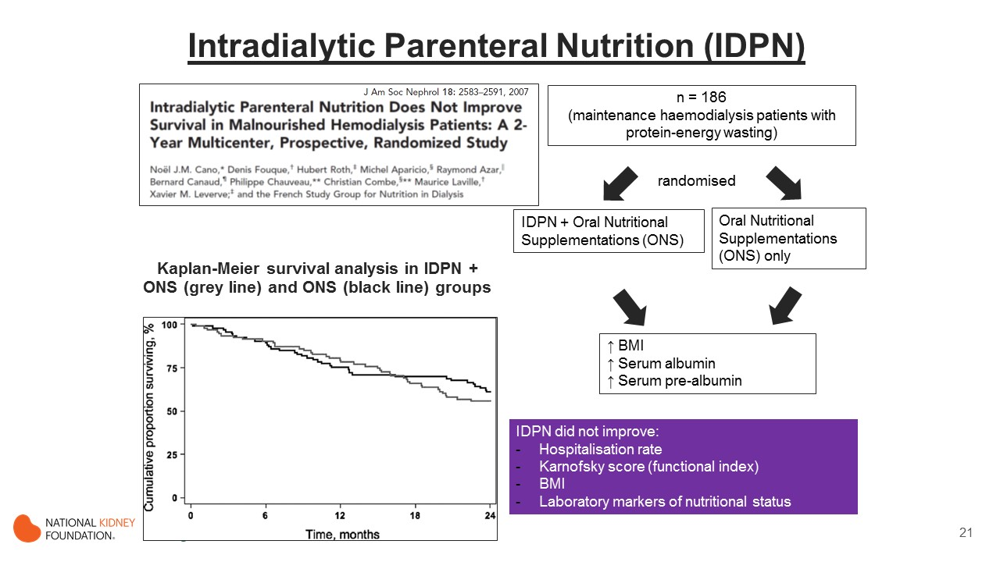 Intradialytic Parenteral Nutrition (IDPN)
J Am Soc Nephrol 18: 2583–2591, 2007
Intradialytic Parenteral Nutrition Does Not Improve
Survival in Malnourished Hemodialysis Patients: A 2-
Year Multicenter, Prospective, Randomized Study
Noël J.M. Cano,* Denis Fouque,† Hubert Roth,‡ Michel Aparicio,§ Raymond Azar,‖
Bernard Canaud,¶ Philippe Chauveau,** Christian Combe,§** Maurice Laville,†
Xavier M. Leverve;‡ and the French Study Group for Nutrition in Dialysis
n = 186
(maintenance haemodialysis patients with
protein-energy wasting)
randomised
IDPN + Oral Nutritional
Supplementations (ONS)
Oral Nutritional
Supplementations
(ONS) only
↑ BMI
↑ Serum albumin
↑ Serum pre-albumin
IDPN did not improve:
- Hospitalisation rate
- Karnofsky score (functional index)
- BMI
- Laboratory markers of nutritional status
Kaplan-Meier survival analysis in IDPN +
ONS (grey line) and ONS (black line) groups
Cumulative proportion surviving, %
100
75
50
25
0
0 6 12 18 24
Time, months
NATIONAL KIDNEY
FOUNDATION®
21